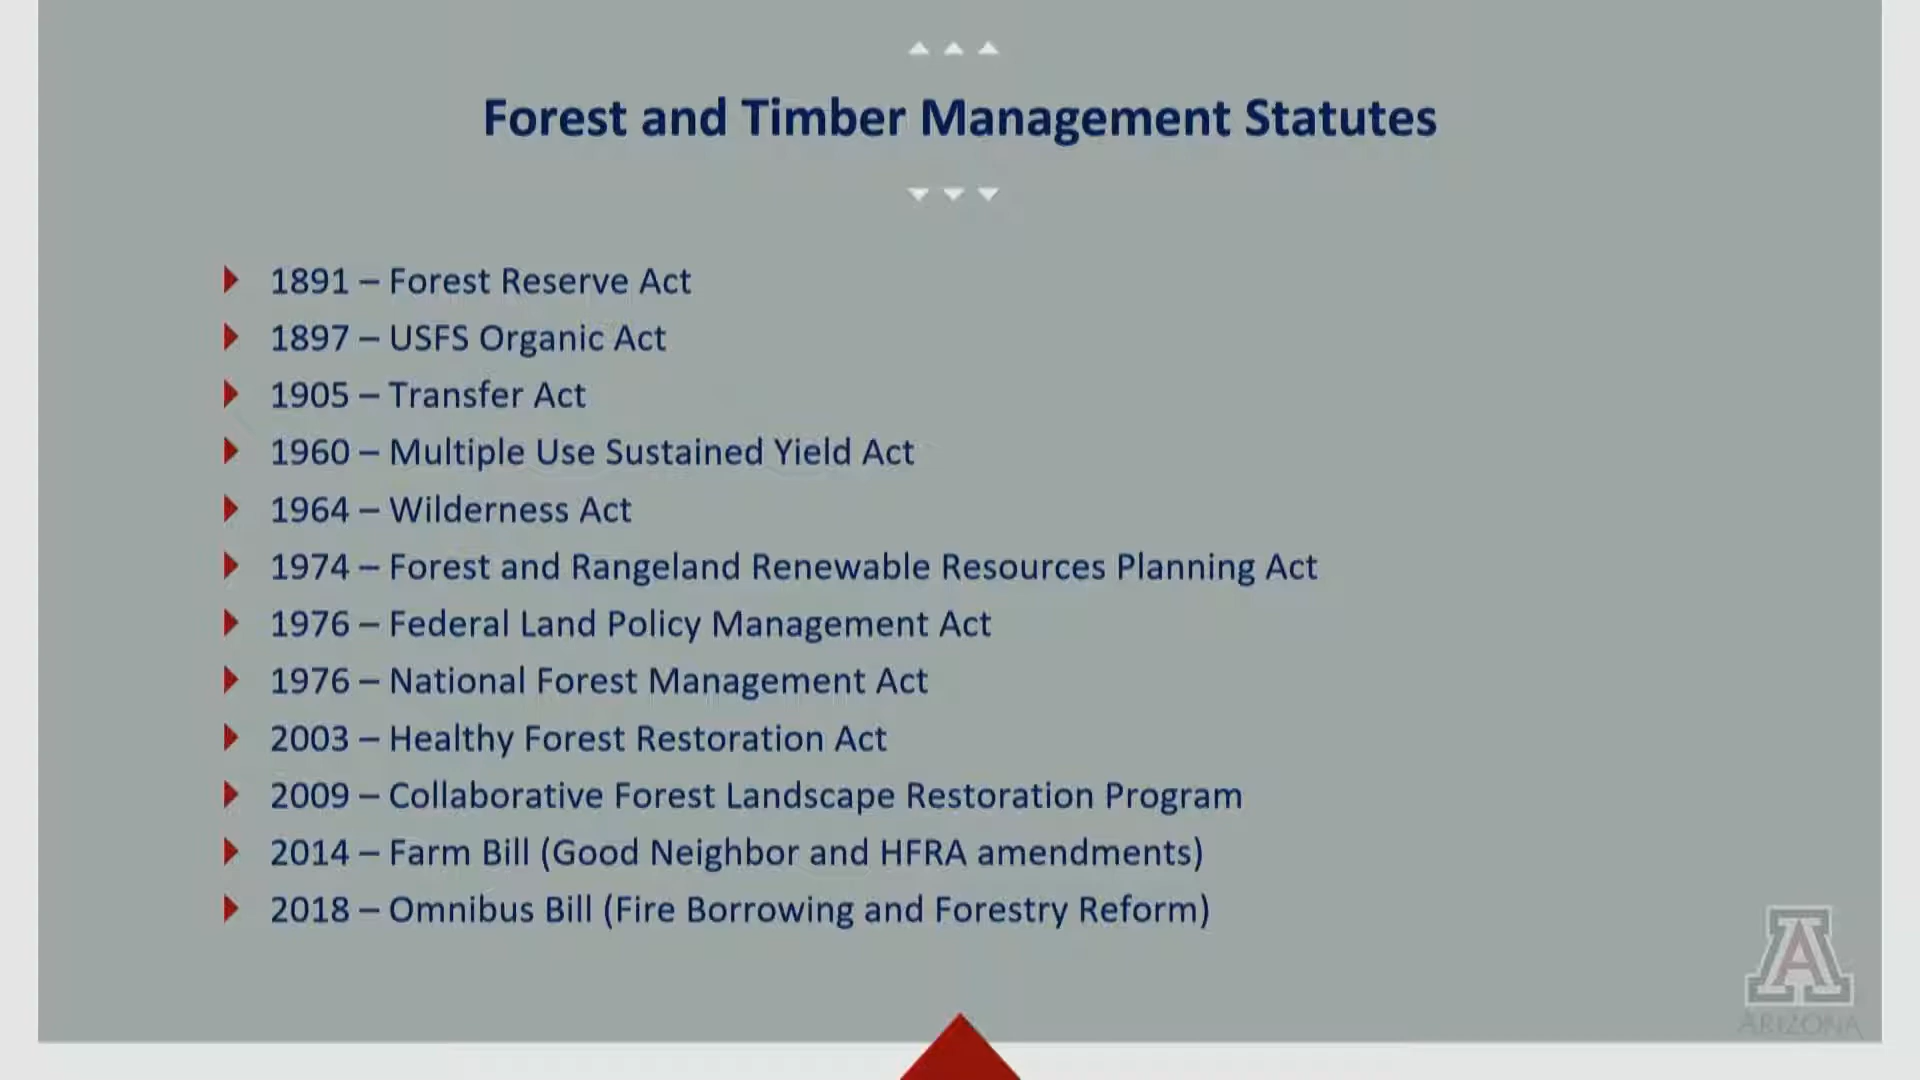 Forest and Timber Management Statutes
1891 – Forest Reserve Act
1897 – USFS Organic Act
1905 – Transfer Act
1960 – Multiple Use Sustained Yield Act
1964 – Wilderness Act
1974 – Forest and Rangeland Renewable Resources Planning Act
1976 – Federal Land Policy Management Act
1976 – National Forest Management Act
2003 – Healthy Forest Restoration Act
2009 – Collaborative Forest Landscape Restoration Program
2014 – Farm Bill (Good Neighbor and HFRA amendments)
2018 – Omnibus Bill (Fire Borrowing and Forestry Reform)
A
ARIZONA